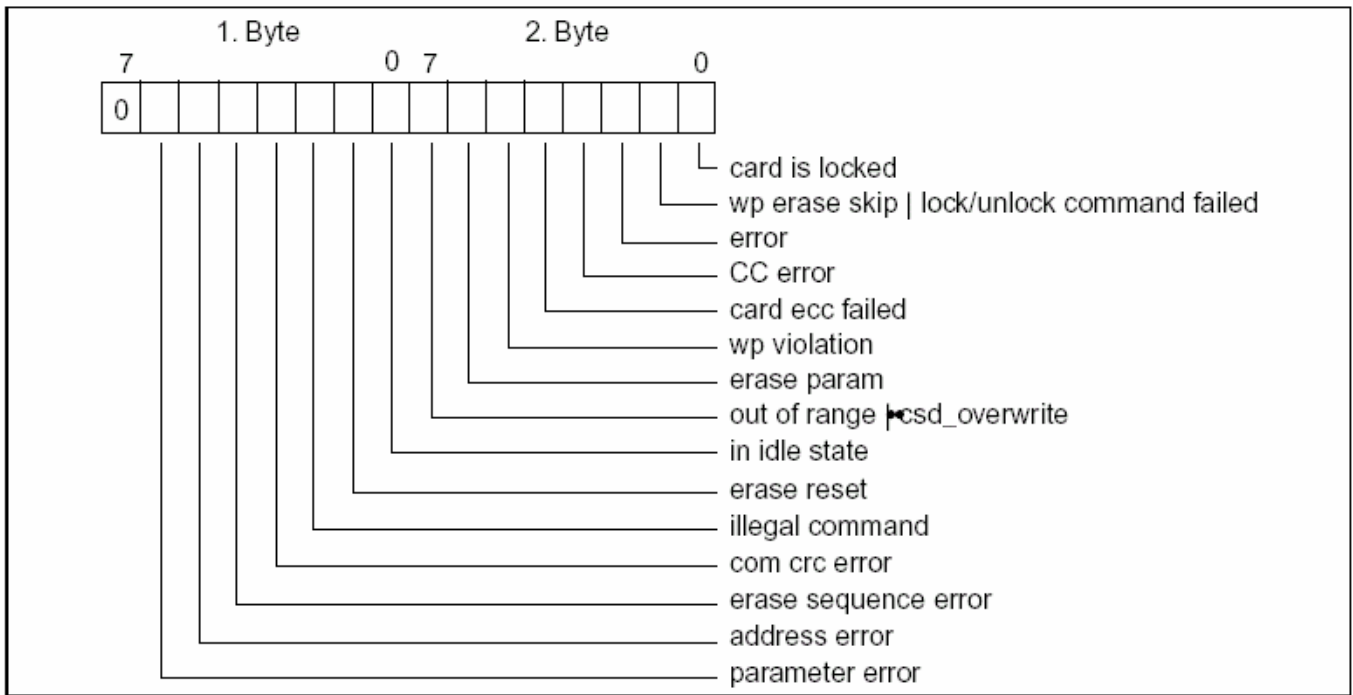 1. Byte 2. Byte
7 0 7 0
0
card is locked
wp erase skip | lock/unlock command failed
error
CC error
card ecc failed
wp violation
erase param
out of range | csd_overwrite
in idle state
erase reset
illegal command
com crc error
erase sequence error
address error
parameter error